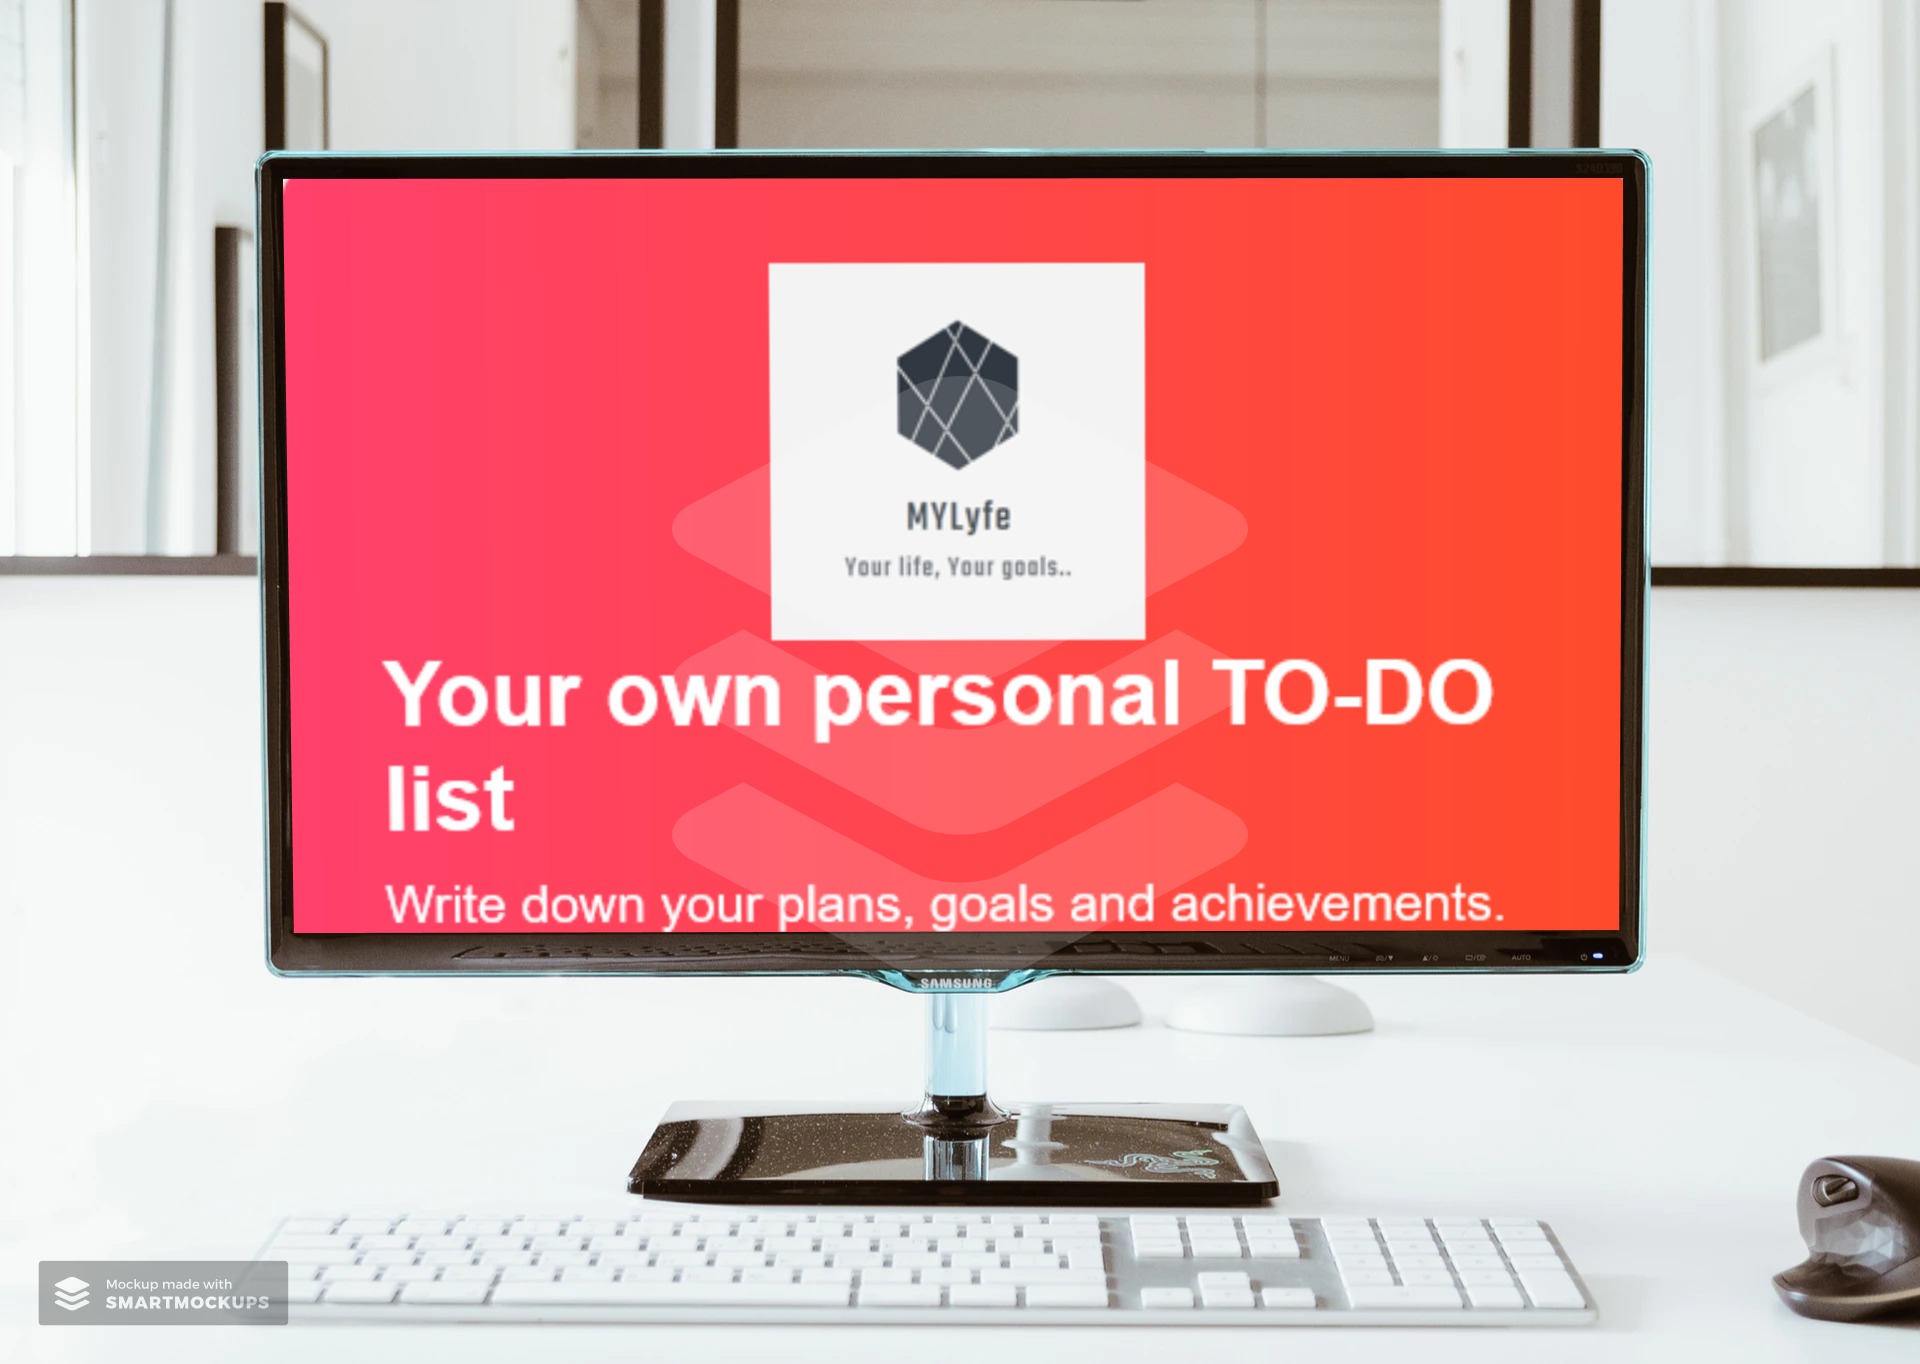 MYLyfe
Your life, Your goals..
Your own personal TO-DO
list
Write down your plans, goals and achievements.
MENU
AUTO
SAMSUNG
Mockup made with
SMARTMOCKUPS